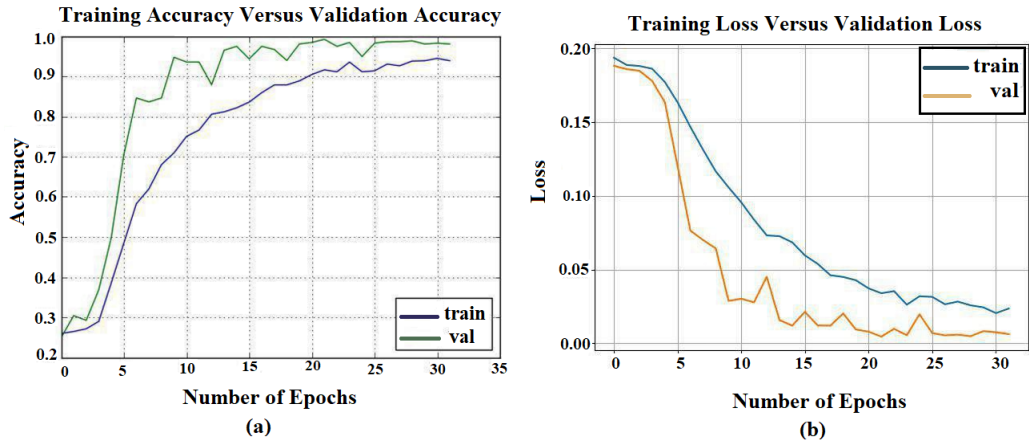 Training Accuracy Versus Validation Accuracy
1.0
0.9
0.8
0.7
0.6
0.5
0.4
0.3
0.2
Accuracy
0
5
10
15
20
25
30
35
train
val
Number of Epochs
(a)
Training Loss Versus Validation Loss
0.20
0.15
0.10
0.05
0.00
Loss
0
5
10
15
20
25
30
train
val
Number of Epochs
(b)